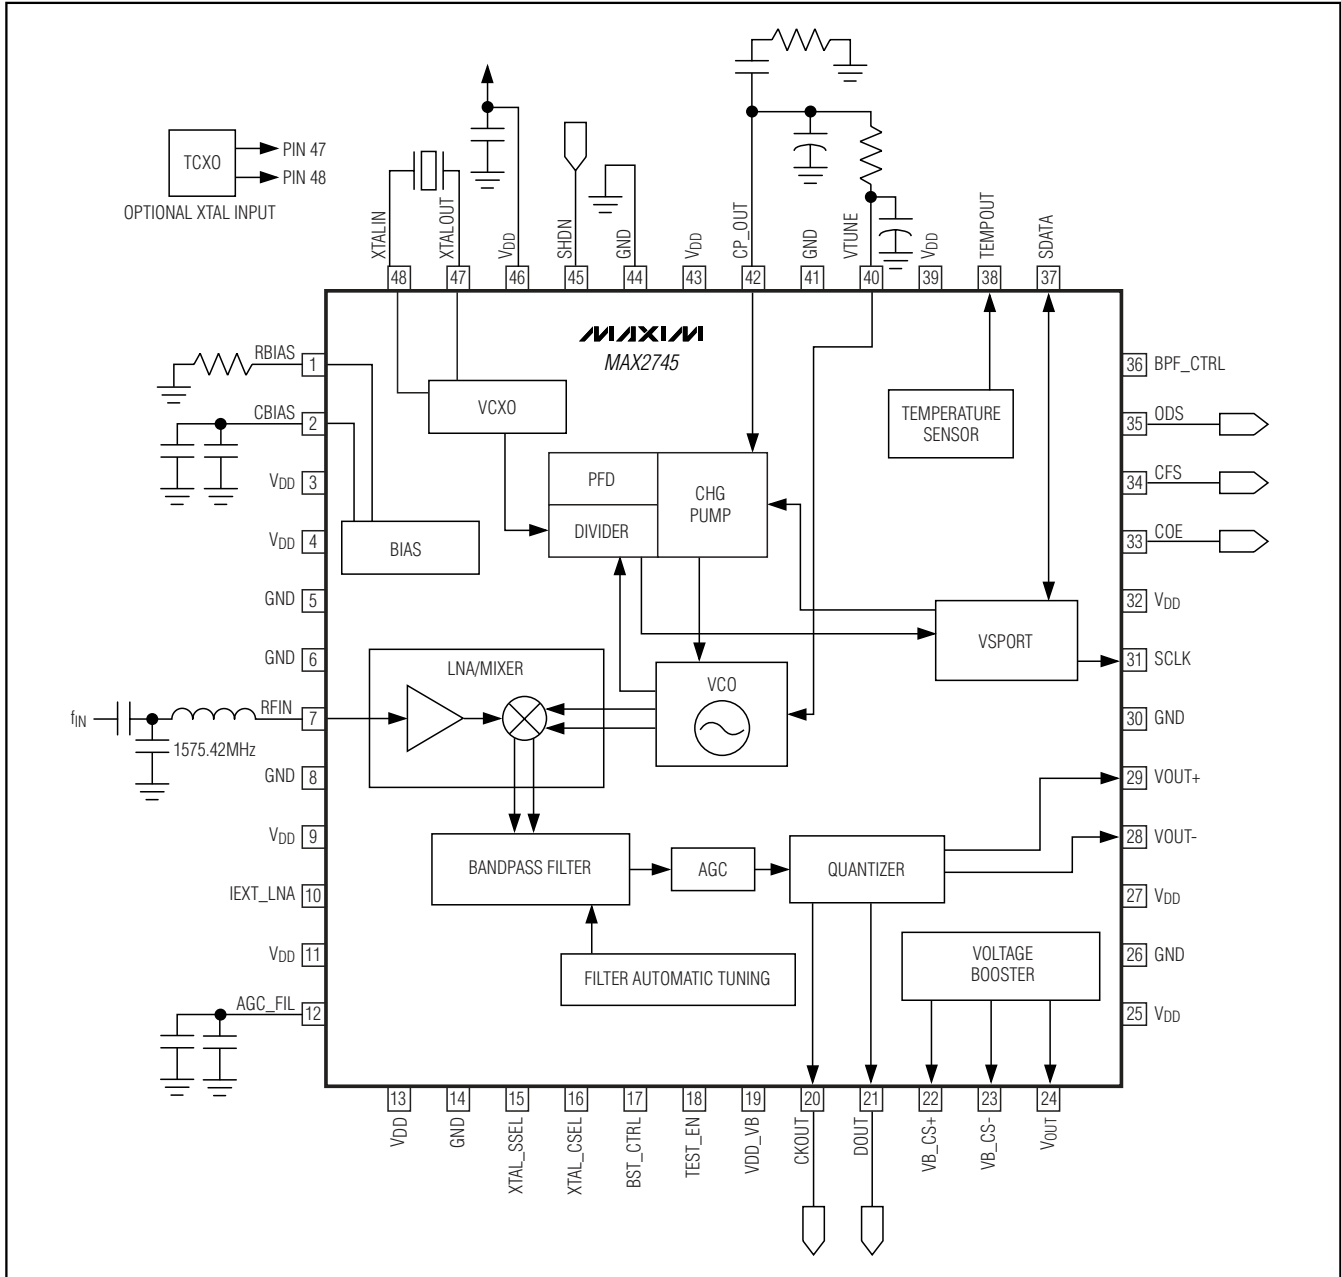 TCXO
PIN 47
PIN 48
OPTIONAL XTAL INPUT
XTALIN
XTALOUT
VDD
SHDN
GND
VDD
CP_OUT
GND
VTUNE
VDD
TEMPOUT
SDATA
48
47
46
45
44
43
42
41
40
39
38
37
MAXIM
MAX2745
RBIAS
1
CBIAS
2
VDD
3
VDD
4
GND
5
GND
6
fIN
RFIN
7
1575.42MHz
GND
8
VDD
9
IEXT_LNA
10
VDD
11
AGC_FIL
12
VCXO
BIAS
PFD
DIVIDER
CHG
PUMP
TEMPERATURE
SENSOR
VSPORT
LNA/MIXER
VCO
BANDPASS FILTER
AGC
QUANTIZER
FILTER AUTOMATIC TUNING
VOLTAGE
BOOSTER
36
BPF_CTRL
35
ODS
34
CFS
33
COE
32
VDD
31
SCLK
30
GND
29
VOUT+
28
VOUT-
27
VDD
26
GND
25
VDD
13
14
15
16
17
18
19
20
21
22
23
24
VDD
GND
XTAL_SSEL
XTAL_CSEL
BST_CTRL
TEST_EN
VDD_VB
CKOUT
DOUT
VB_CS+
VB_CS-
VOUT